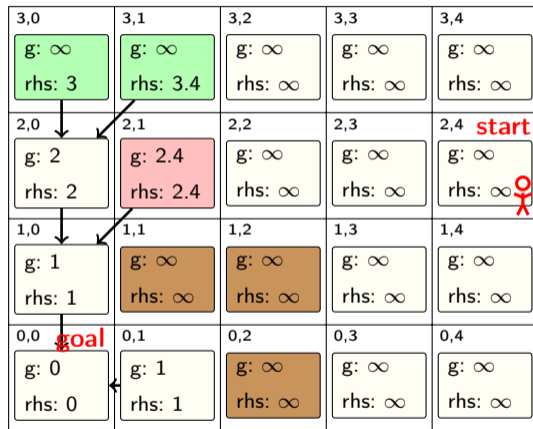 3,0 3,1 3,2 3,3 3,4
g: ∞ g: ∞ g: ∞ g: ∞ g: ∞
rhs: 3 rhs: 3.4 rhs: ∞ rhs: ∞ rhs: ∞
2,0 2,1 2,2 2,3 2,4 start
g: 2 g: 2.4 g: ∞ g: ∞ g: ∞
rhs: 2 rhs: 2.4 rhs: ∞ rhs: ∞ rhs: ∞
1,0 1,1 1,2 1,3 1,4
g: 1 g: ∞ g: ∞ g: ∞ g: ∞
rhs: 1 rhs: ∞ rhs: ∞ rhs: ∞ rhs: ∞
0,0 goal 0,1 0,2 0,3 0,4
g: 0 g: 1 g: ∞ g: ∞ g: ∞
rhs: 0 rhs: 1 rhs: ∞ rhs: ∞ rhs: ∞